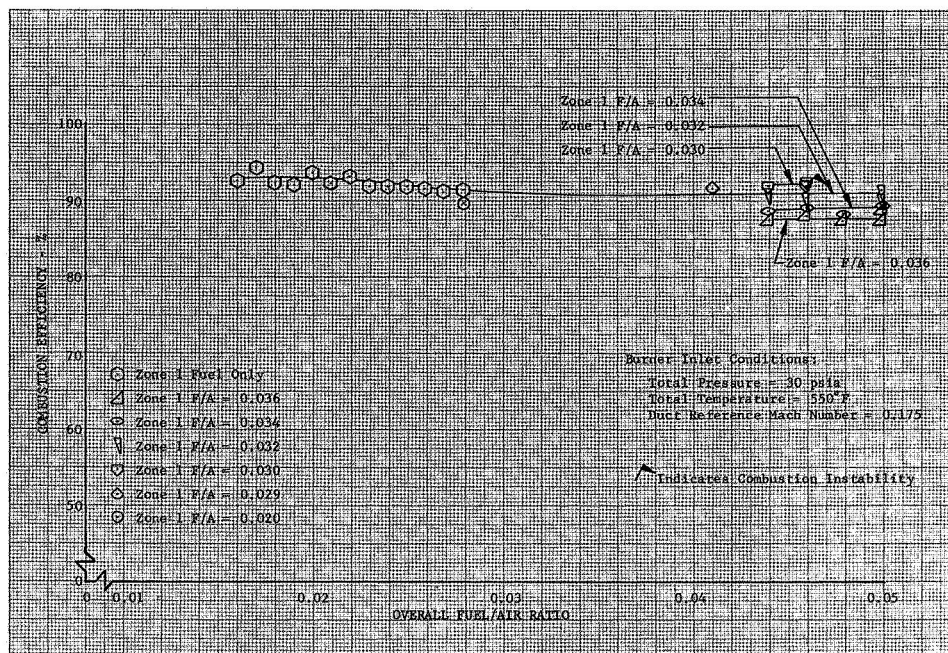 Zone 1 F/A = 0.034
Zone 1 F/A = 0.032
Zone 1 F/A = 0.030
Zone 1 F/A = 0.036
100
90
80
70
60
50
0
COMBUSTION EFFICIENCY - %
Zone 1 Fuel Only
Zone 1 F/A = 0.036
Zone 1 F/A = 0.034
Zone 1 F/A = 0.032
Zone 1 F/A = 0.030
Zone 1 F/A = 0.029
Zone 1 F/A = 0.020
Burner Inlet Conditions:
Total Pressure = 30 psia
Total Temperature = 550°F
Duct Reference Mach Number = 0.175
Indicates Combustion Instability
0 0.01 0.02 0.03 0.04 0.05
OVERALL FUEL/AIR RATIO